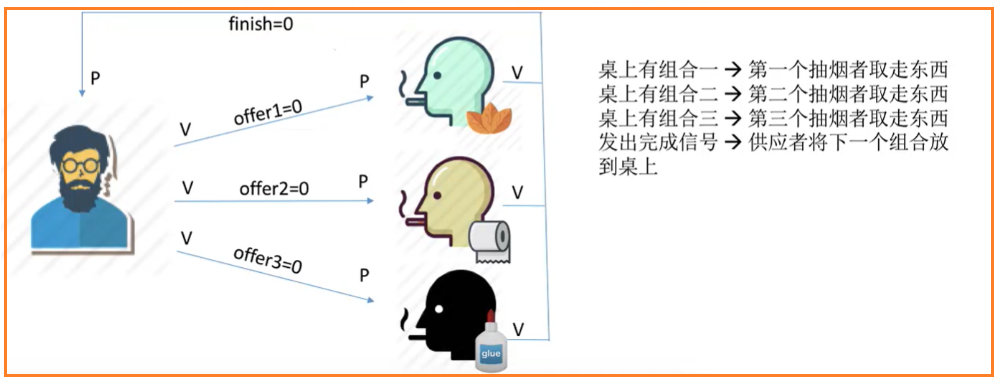 finish=0
P
V
offer1=0
P
V
V
offer2=0
P
V
V
offer3=0
P
V
glue
桌上有组合一 → 第一个抽烟者取走东西
桌上有组合二 → 第二个抽烟者取走东西
桌上有组合三 → 第三个抽烟者取走东西
发出完成信号 → 供应者将下一个组合放
到桌上